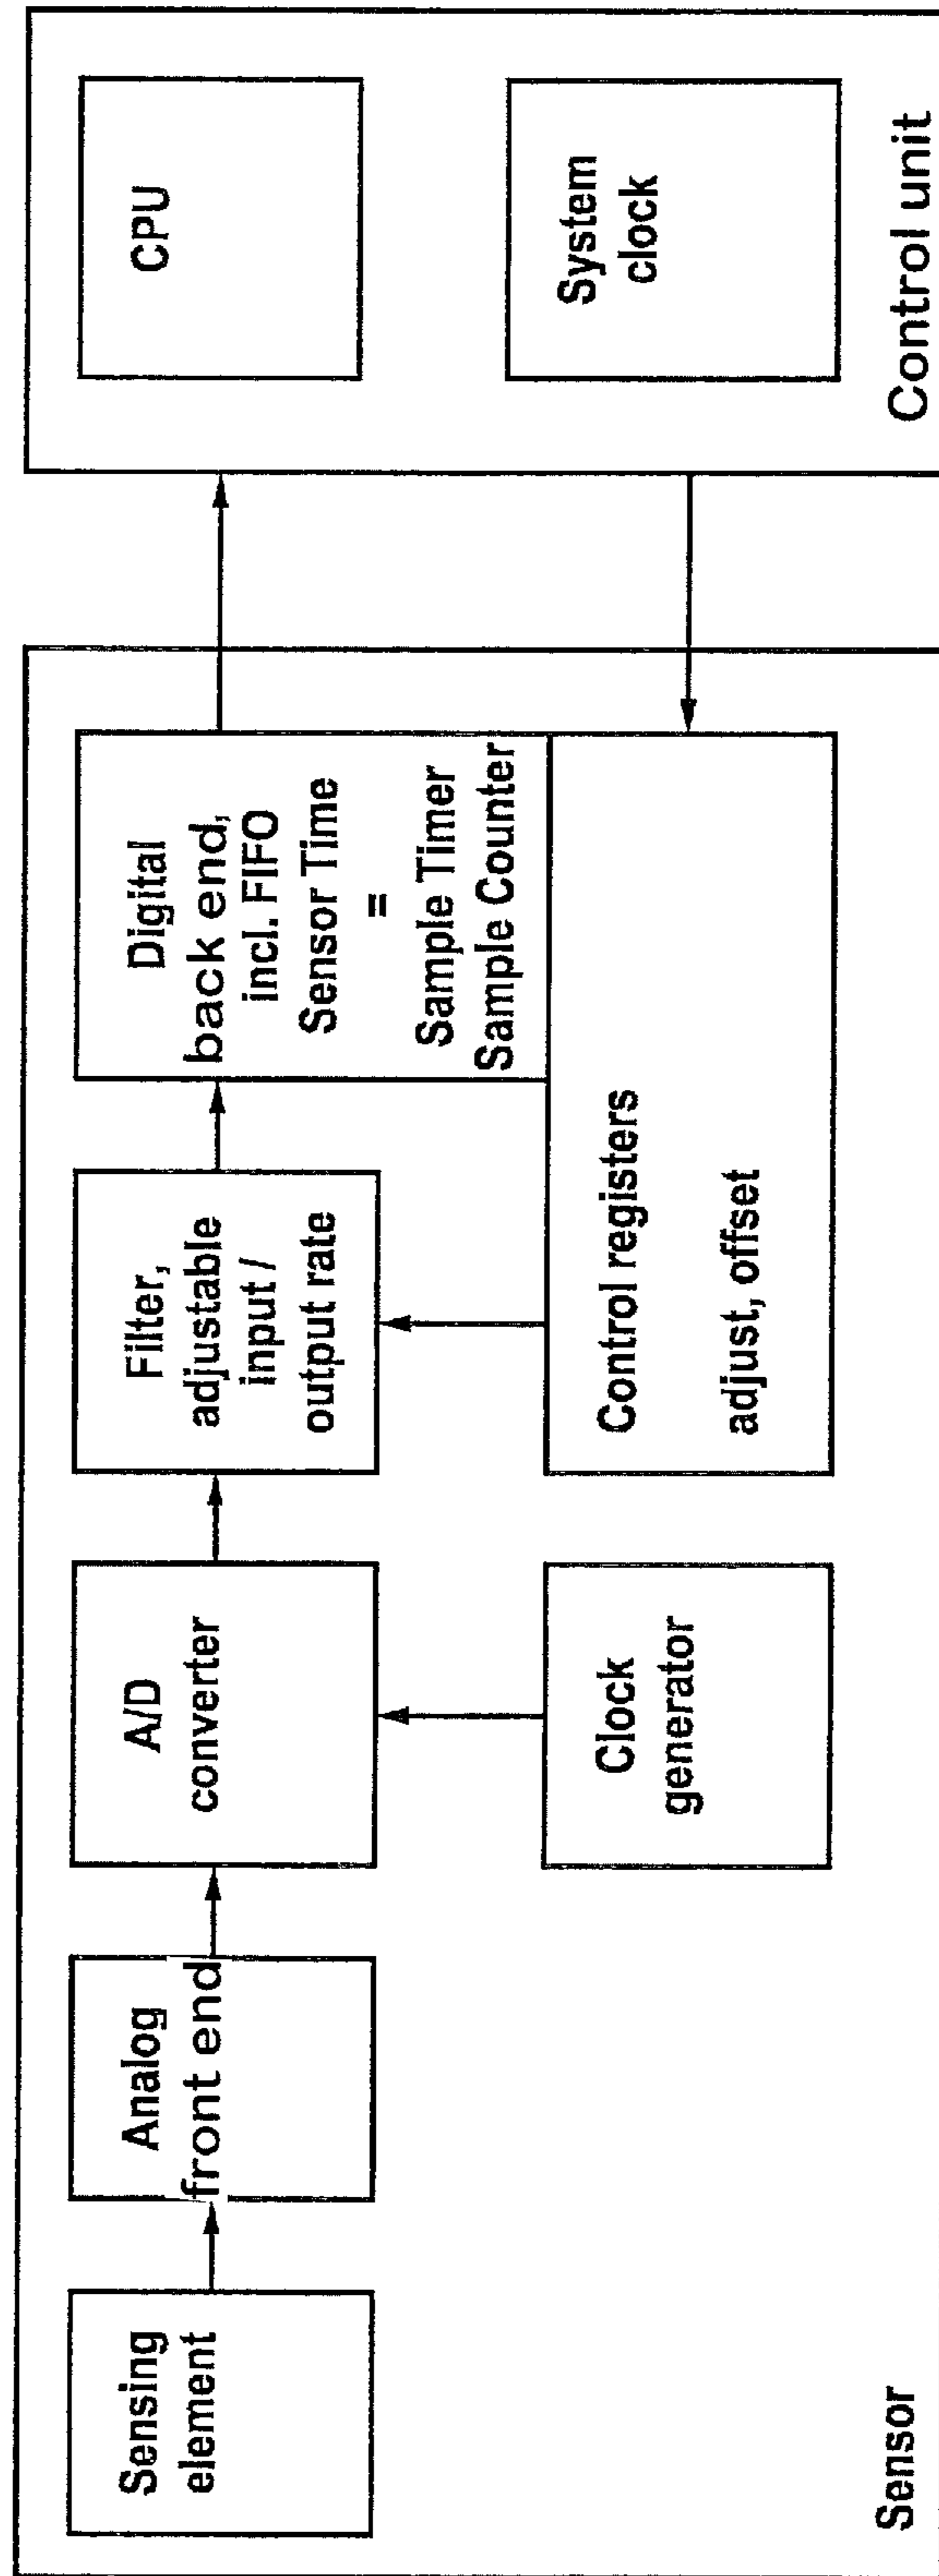 Sensing
element
Analog
front end
A/D
converter
Filter,
adjustable
input /
output rate
Digital
back end,
incl. FIFO
Sensor Time
=
Sample Timer
Sample Counter
Clock
generator
Control registers
adjust, offset
Sensor
CPU
System
clock
Control unit